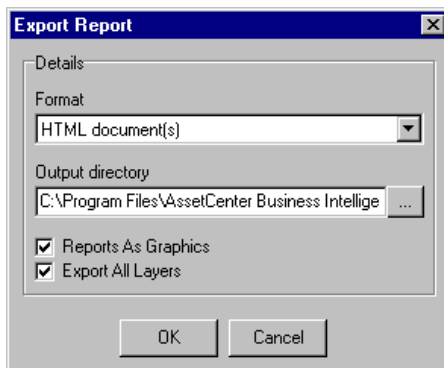 Export Report
Details
Format
HTML document(s)
Output directory
C:\Program Files\AssetCenter Business Intellige
...
Reports As Graphics
Export All Layers
OK
Cancel